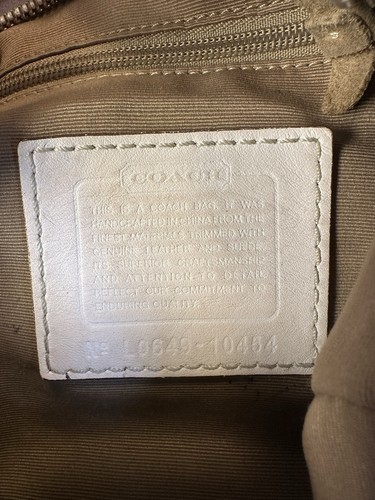 COACH
THIS IS A COACH BAG. IT WAS
HANDCRAFTED IN CHINA FROM THE
FINEST MATERIALS TRIMMED WITH
GENUINE LEATHER AND SUEDE.
ITS SUPERIOR CRAFTSMANSHIP
AND ATTENTION TO DETAIL
REFLECT OUR COMMITMENT TO
ENDURING QUALITY.
Nº L0649-10454